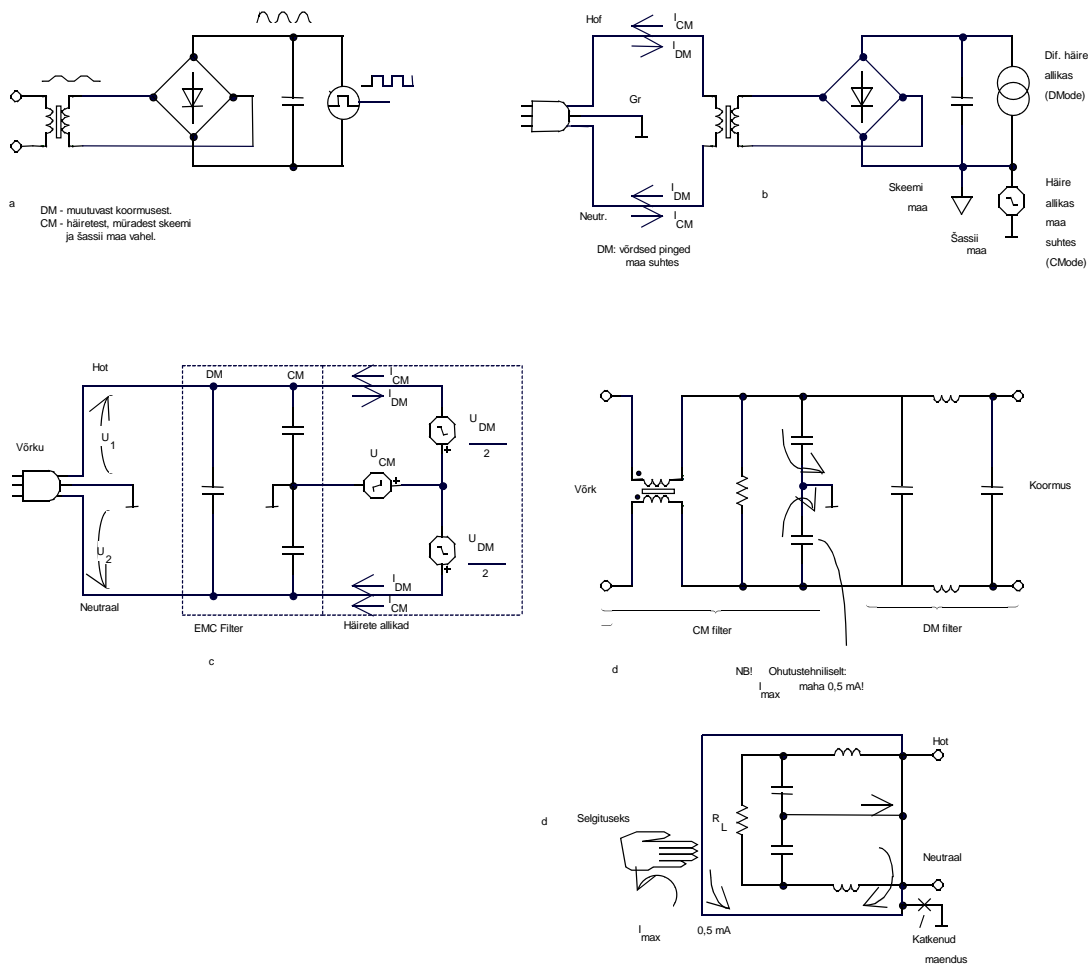 a
DM - muutuvast koormusest.
CM - häiretest, müradest skeemi
ja šassii maa vahel.
Hof
I CM
I DM
Gr
I DM
I CM
Neutr.
DM: võrdsed pinged
maa suhtes
b
Skeemi
maa
Šassii
maa
Dif. häire
allikas
(DMode)
Häire
allikas
maa
suhtes
(CMode)
Hot
DM
CM
I CM
I DM
U 1
Võrku
U DM
2
U CM
+
+
U 2
U DM
2
+
I DM
I CM
Neutraal
EMC Filter
Häirete allikad
c
Võrk
Koormus
CM filter
DM filter
d
NB! Ohutustehniliselt:
I max maha 0,5 mA!
Hot
d
Selgituseks
R L
Neutraal
I max
0,5 mA
Katkenud
maendus